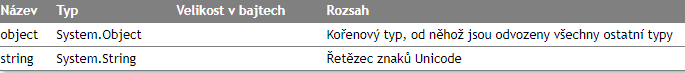 Název Typ Velikost v bajtech Rozsah
object System.Object Kořenový typ, od něhož jsou odvozeny všechny ostatní typy
string System.String Řetězec znaků Unicode